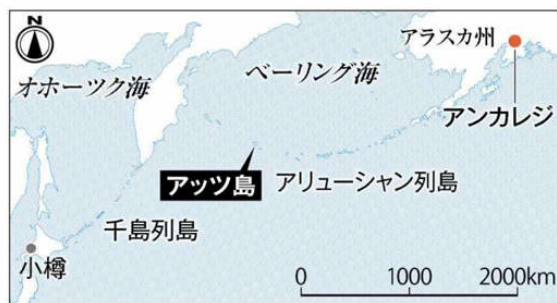 N
アラスカ州
ベーリング海
オホーツク海
アンカレジ
アッツ島
アリューシャン列島
千島列島
小樽
0 1000 2000km